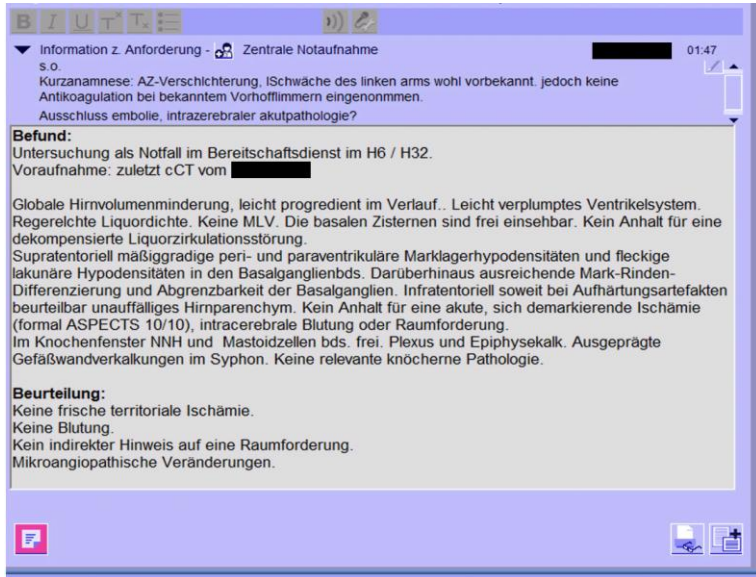 B I U T× T× 
Information z. Anforderung - Zentrale Notaufnahme 01:47
s.o.
Kurzanamnese: AZ-Verschlchterung, lSchwäche des linken arms wohl vorbekannt. jedoch keine
Antikoagulation bei bekanntem Vorhofflimmern eingenonmmen.
Ausschluss embolie, intrazerebraler akutpathologie?
Befund:
Untersuchung als Notfall im Bereitschaftsdienst im H6 / H32.
Voraufnahme: zuletzt cCT vom
Globale Hirnvolumenminderung, leicht progredient im Verlauf.. Leicht verplumptes Ventrikelsystem.
Regerelchte Liquordichte. Keine MLV. Die basalen Zisternen sind frei einsehbar. Kein Anhalt für eine
dekompensierte Liquorzirkulationsstörung.
Supratentoriell mäßiggradige peri- und paraventrikuläre Marklagerhypodensitäten und fleckige
lakunäre Hypodensitäten in den Basalganglienbds. Darüberhinaus ausreichende Mark-Rinden-
Differenzierung und Abgrenzbarkeit der Basalganglien. Infratentoriell soweit bei Aufhärtungsartefakten
beurteilbar unauffälliges Hirnparenchym. Kein Anhalt für eine akute, sich demarkierende Ischämie
(formal ASPECTS 10/10), intracerebrale Blutung oder Raumforderung.
Im Knochenfenster NNH und Mastoidzellen bds. frei. Plexus und Epiphysekalk. Ausgeprägte
Gefäßwandverkalkungen im Syphon. Keine relevante knöcherne Pathologie.
Beurteilung:
Keine frische territoriale Ischämie.
Keine Blutung.
Kein indirekter Hinweis auf eine Raumforderung.
Mikroangiopathische Veränderungen.